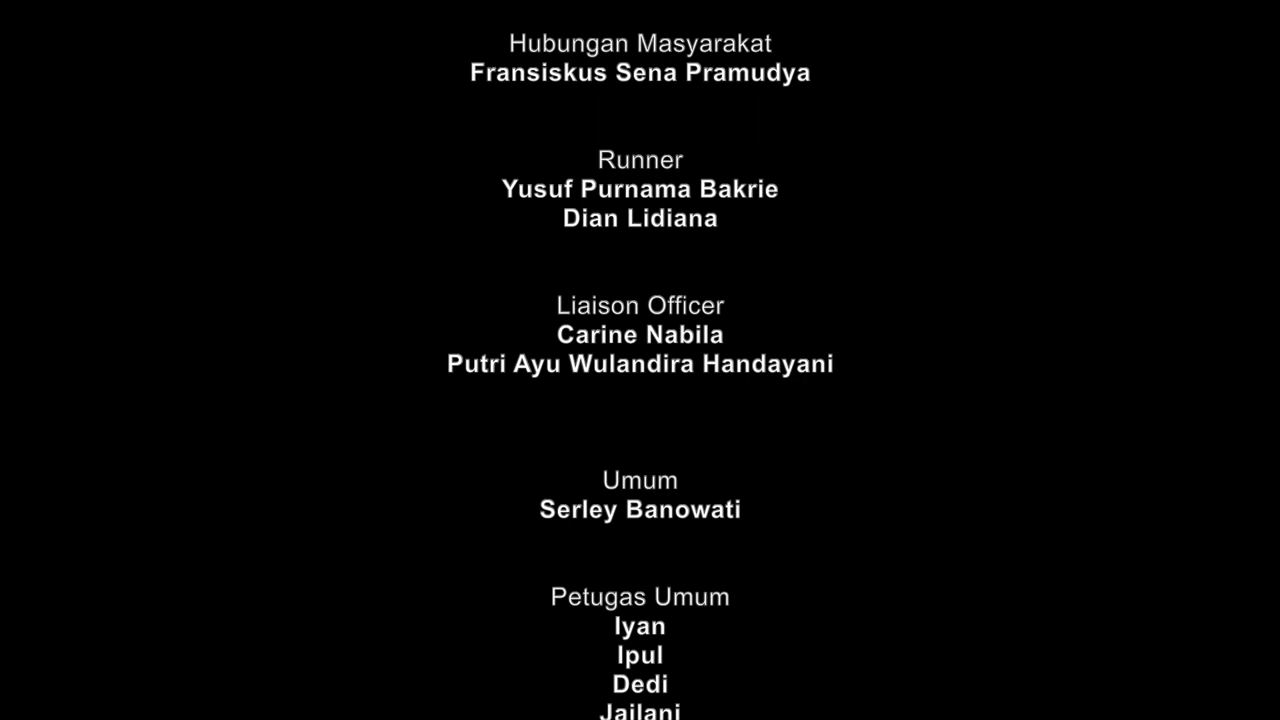 Hubungan Masyarakat
Fransiskus Sena Pramudya
Runner
Yusuf Purnama Bakrie
Dian Lidiana
Liaison Officer
Carine Nabila
Putri Ayu Wulandira Handayani
Umum
Serley Banowati
Petugas Umum
Iyan
Ipul
Dedi
Jailani